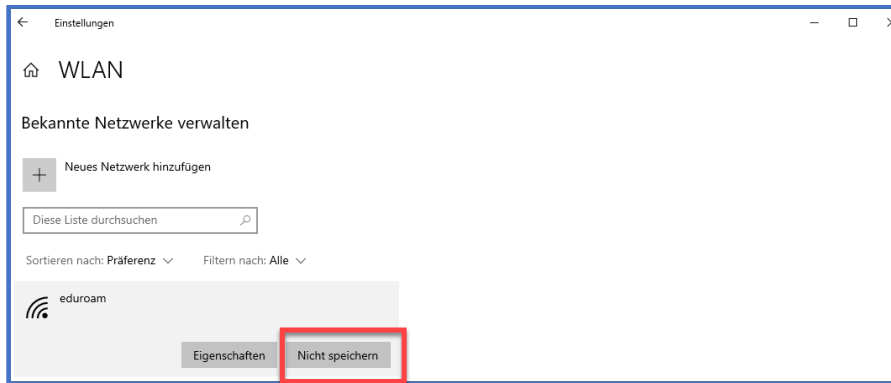 Einstellungen
WLAN
Bekannte Netzwerke verwalten
Neues Netzwerk hinzufügen
Diese Liste durchsuchen
Sortieren nach: Präferenz Filtern nach: Alle
eduroam
Eigenschaften Nicht speichern